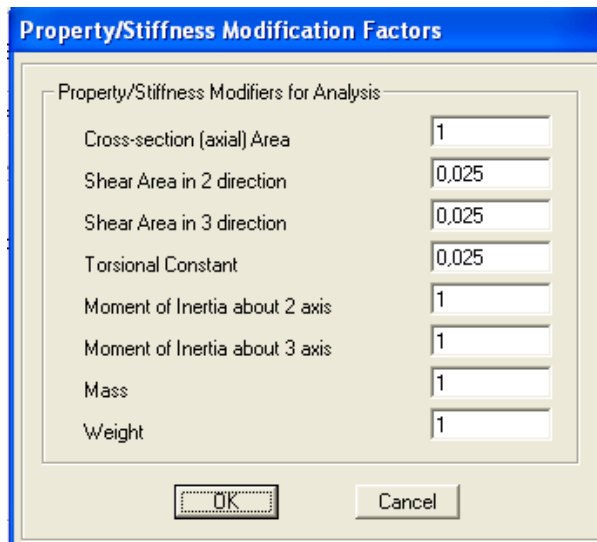 Property/Stiffness Modification Factors
Property/Stiffness Modifiers for Analysis
Cross-section (axial) Area 1
Shear Area in 2 direction 0,025
Shear Area in 3 direction 0,025
Torsional Constant 0,025
Moment of Inertia about 2 axis 1
Moment of Inertia about 3 axis 1
Mass 1
Weight 1
OK Cancel